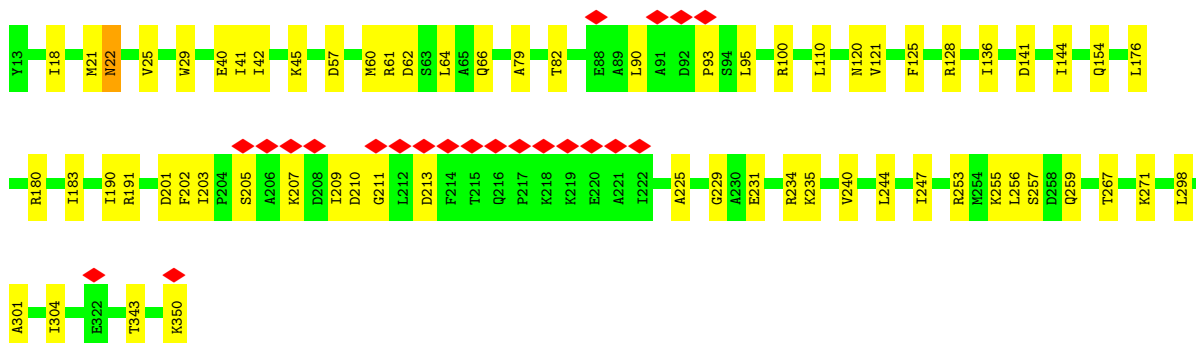 Y13 I18 M21 N22 V25 W29 E40 I41 I42 K45 D57 M60 R61 D62 S63 L64 A65 Q66 A79 T82 E88 A89 L90 A91 D92 P93 S94 L95 R100 L110 N120 V121 F125 R128 I136 D141 I144 Q154 L176
R180 I183 I190 R191 D201 F202 I203 P204 S205 A206 K207 D208 I209 D210 G211 L212 D213 F214 T215 Q216 P217 K218 K219 E220 A221 I222 A225 G229 A230 E231 R234 K235 V240 L244 I247 R253 M254 K255 L256 S257 D258 Q259 T267 K271 L298
A301 I304 E322 T343 K350